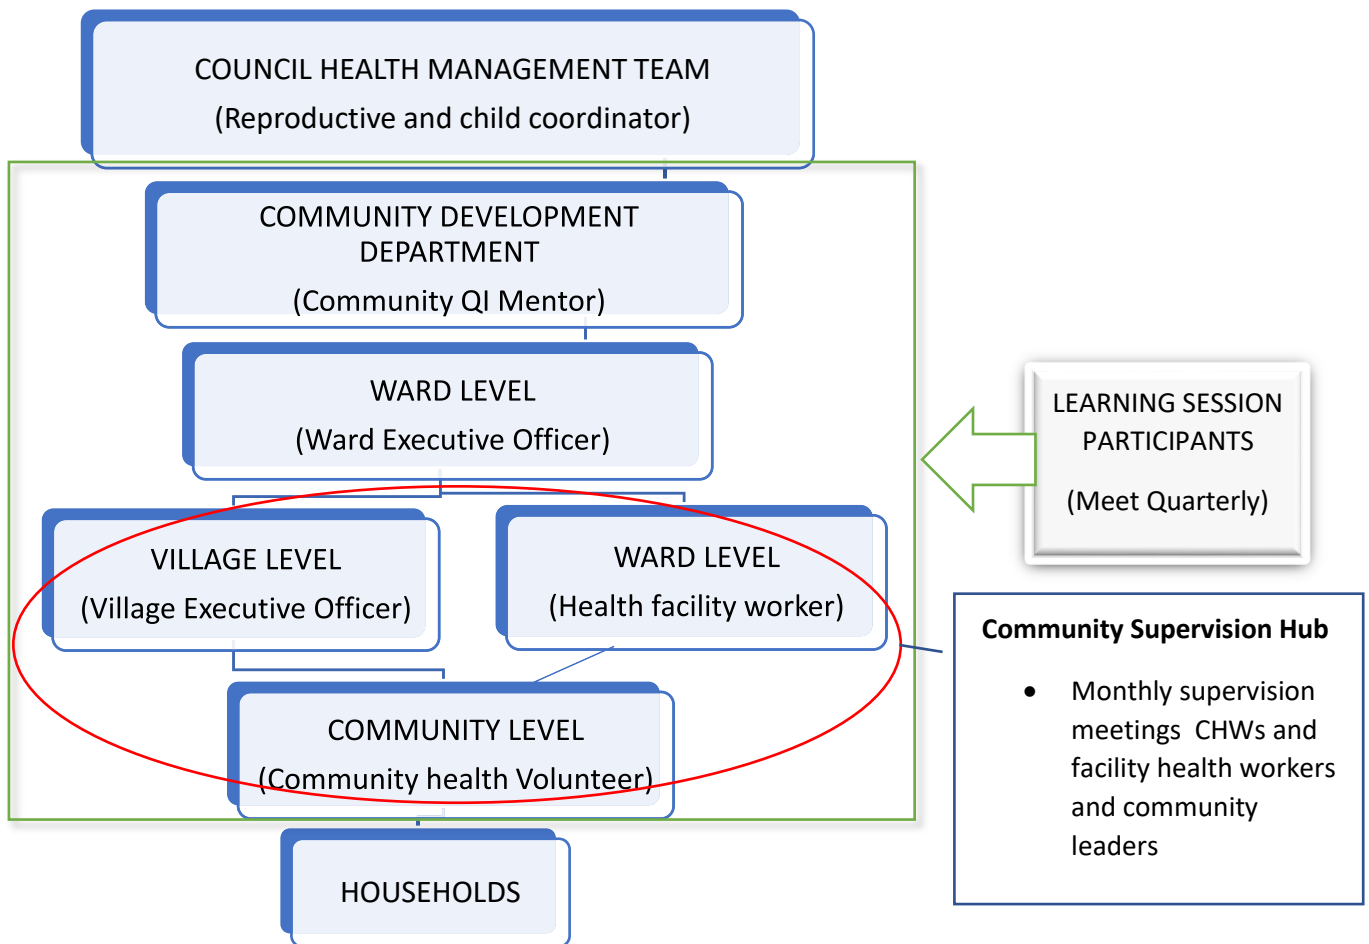 COUNCIL HEALTH MANAGEMENT TEAM
(Reproductive and child coordinator)
COMMUNITY DEVELOPMENT
DEPARTMENT
(Community QI Mentor)
WARD LEVEL
(Ward Executive Officer)
LEARNING SESSION
PARTICIPANTS
(Meet Quarterly)
VILLAGE LEVEL
(Village Executive Officer)
WARD LEVEL
(Health facility worker)
COMMUNITY LEVEL
(Community health Volunteer)
Community Supervision Hub
• Monthly supervision
meetings CHWs and
facility health workers
and community
leaders
HOUSEHOLDS